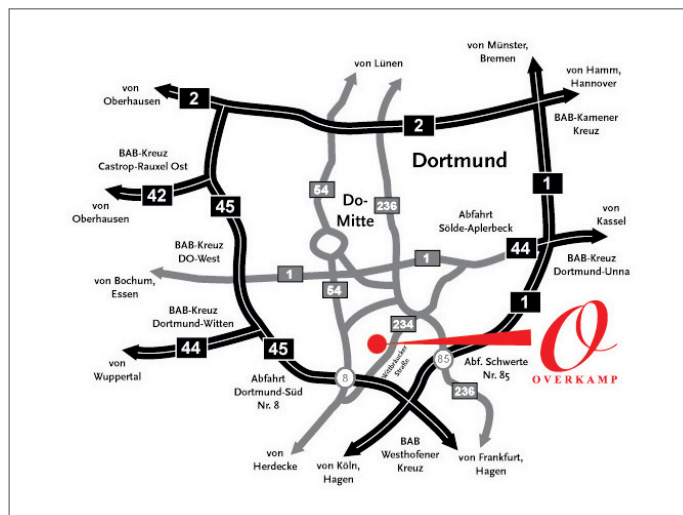 von Münster,
Bremen
von Lünen
von Hamm,
Hannover
von
Oberhausen
2
2
BAB-Kamener
Kreuz
BAB-Kreuz
Castrop-Rauxel Ost
Dortmund
54
Do-
Mitte
236
1
42
45
von
Oberhausen
Abfahrt
Sölde-Aplerbeck
von
Kassel
BAB-Kreuz
DO-West
44
BAB-Kreuz
Dortmund-Unna
von Bochum,
Essen
1
1
54
1
BAB-Kreuz
Dortmund-Witten
234
O
OVERKAMP
44
45
Wittbräucker
Straße
85
Abf. Schwerte
Nr. 85
von
Wuppertal
Abfahrt
Dortmund-Süd
Nr. 8
8
236
von
Herdecke
von Köln,
Hagen
BAB
Westhofener
Kreuz
von Frankfurt,
Hagen